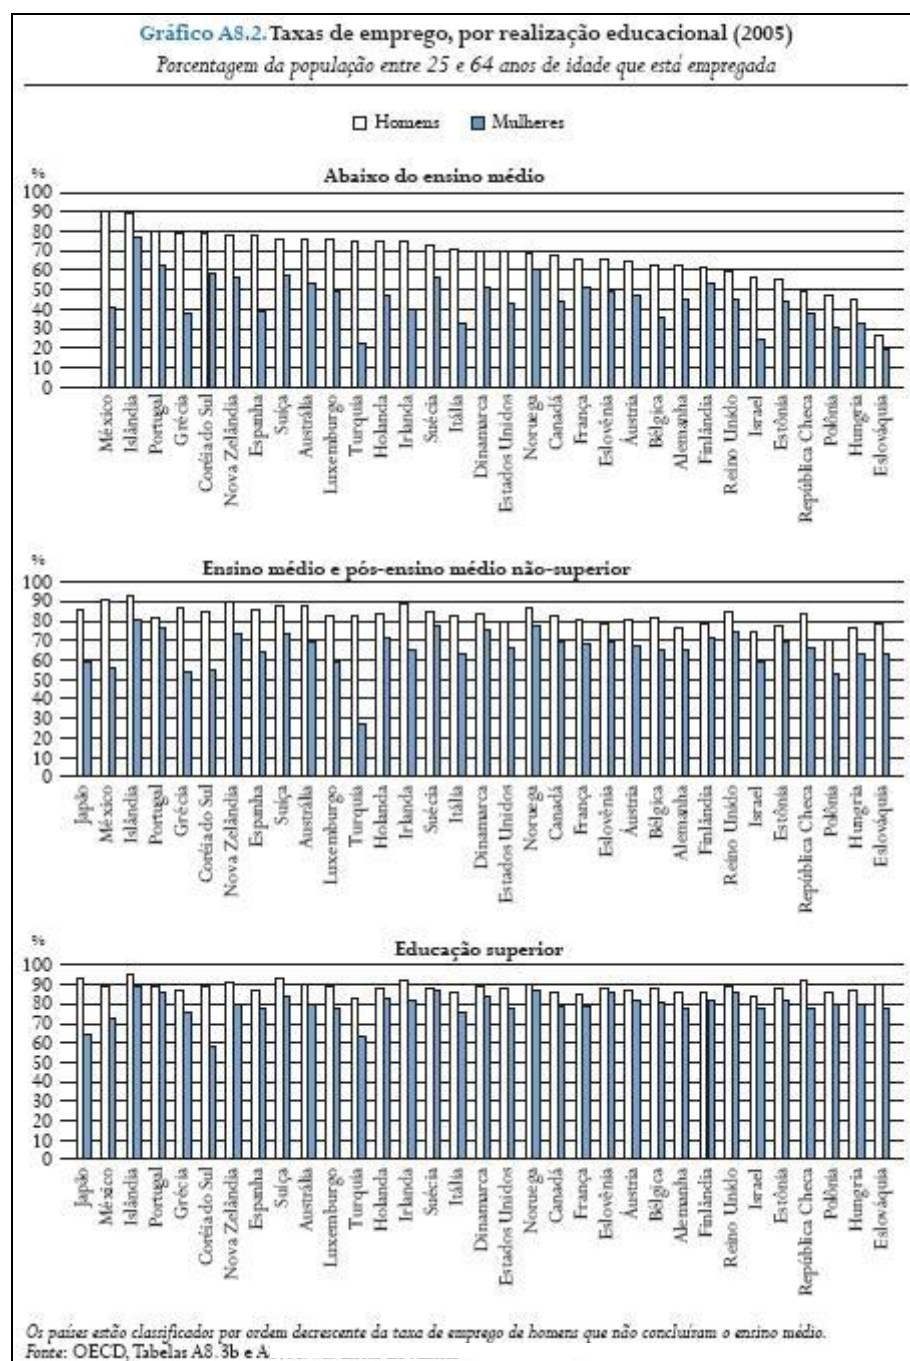 Gráfico A8.2. Taxas de emprego, por realização educacional (2005)
Porcentagem da população entre 25 e 64 anos de idade que está empregada
Homens Mulheres
%
Abaixo do ensino médio
100
90
80
70
60
50
40
30
20
10
0
México
Islândia
Portugal
Grécia
Coréiado Sul
Nova Zelândia
Espanha
Suíça
Austrália
Luxemburgo
Turquia
Holanda
Irlanda
Suécia
Itália
Dinamarca
Estados Unidos
Noruega
Canadá
França
Eslovênia
Áustria
Bélgica
Alemanha
Finlândia
Reino Unido
Israel
Estônia
República Checa
Polônia
Hungria
Eslováquia
%
Ensino médio e pós-ensino médio não-superior
100
90
80
70
60
50
40
30
20
10
0
Japão
México
Islândia
Portugal
Grécia
Coréiado Sul
Nova Zelândia
Espanha
Suíça
Austrália
Luxemburgo
Turquia
Holanda
Irlanda
Suécia
Itália
Dinamarca
Estados Unidos
Noruega
Canadá
França
Eslovênia
Áustria
Bélgica
Alemanha
Finlândia
Reino Unido
Israel
Estônia
República Checa
Polônia
Hungria
Eslováquia
%
Educação superior
100
90
80
70
60
50
40
30
20
10
0
Japão
México
Islândia
Portugal
Grécia
Coréia do Sul
Nova Zelândia
Espanha
Suíça
Austrália
Luxemburgo
Turquia
Holanda
Irlanda
Suécia
Itália
Dinamarca
Estados Unidos
Noruega
Canadá
França
Eslovênia
Áustria
Bélgica
Alemanha
Finlândia
Reino Unido
Israel
Estônia
República Checa
Polônia
Hungria
Eslováquia
Os países estão classificados por ordem decrescente da taxa de emprego de homens que não concluíram o ensino médio.
Fonte: OECD, Tabelas A8.3b e A